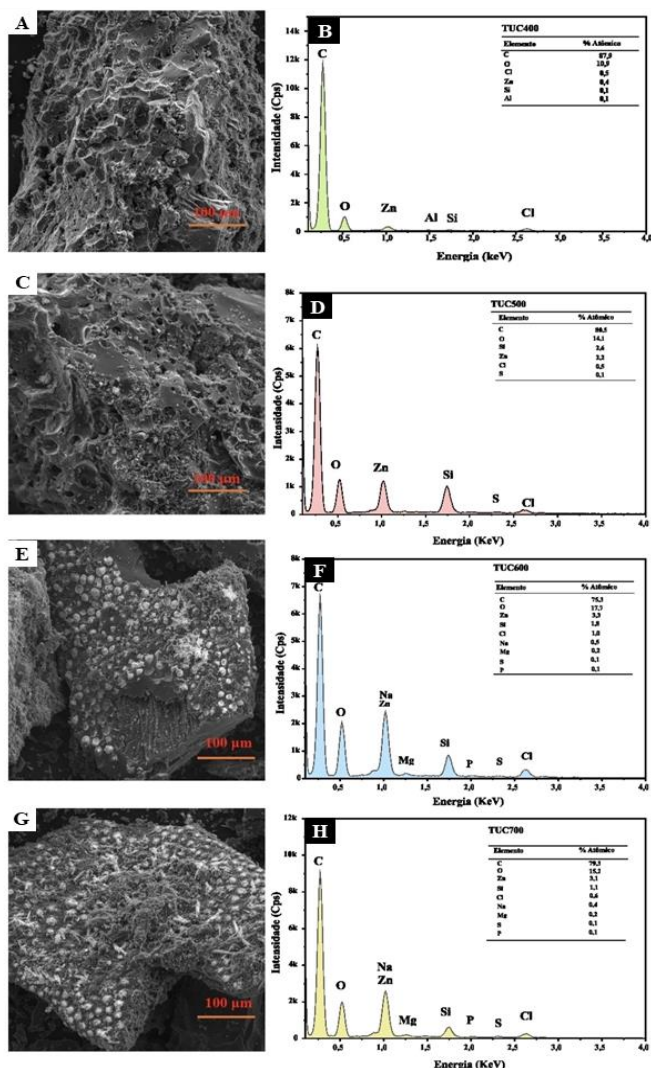 A
100 µm
B
TUC400
Elemento % Atômico
C 87,9
O 10,9
Cl 0,5
Zn 0,4
Si 0,1
Al 0,1
Intensidade (Cps)
14k
12k
10k
8k
6k
4k
2k
0
C
O
Zn
Al
Si
Cl
0,5 1,0 1,5 2,0 2,5 3,0 3,5 4,0
Energia (keV)
C
100 µm
D
TUC500
Elemento % Atômico
C 80,5
O 14,1
Si 2,6
Zn 2,2
Cl 0,5
S 0,1
Intensidade (Cps)
8k
7k
6k
5k
4k
3k
2k
1k
0
C
O
Zn
Si
S
Cl
0,5 1,0 1,5 2,0 2,5 3,0 3,5 4,0
Energia (KeV)
E
100 µm
F
TUC600
Elemento % Atômico
C 75,3
O 17,7
Zn 3,3
Si 1,8
Cl 1,0
Na 0,5
Mg 0,2
S 0,1
P 0,1
Intensidade (Cps)
8k
7k
6k
5k
4k
3k
2k
1k
0
C
O
Na
Zn
Mg
Si
P
S
Cl
0,5 1,0 1,5 2,0 2,5 3,0 3,5 4,0
Energia (KeV)
G
100 µm
H
TUC700
Elemento % Atômico
C 79,3
O 15,2
Zn 3,1
Si 1,1
Cl 0,6
Na 0,4
Mg 0,2
S 0,1
P 0,1
Intensidade (Cps)
12k
10k
8k
6k
4k
2k
0
C
O
Na
Zn
Mg
Si
P
S
Cl
0,5 1,0 1,5 2,0 2,5 3,0 3,5 4,0
Energia (KeV)